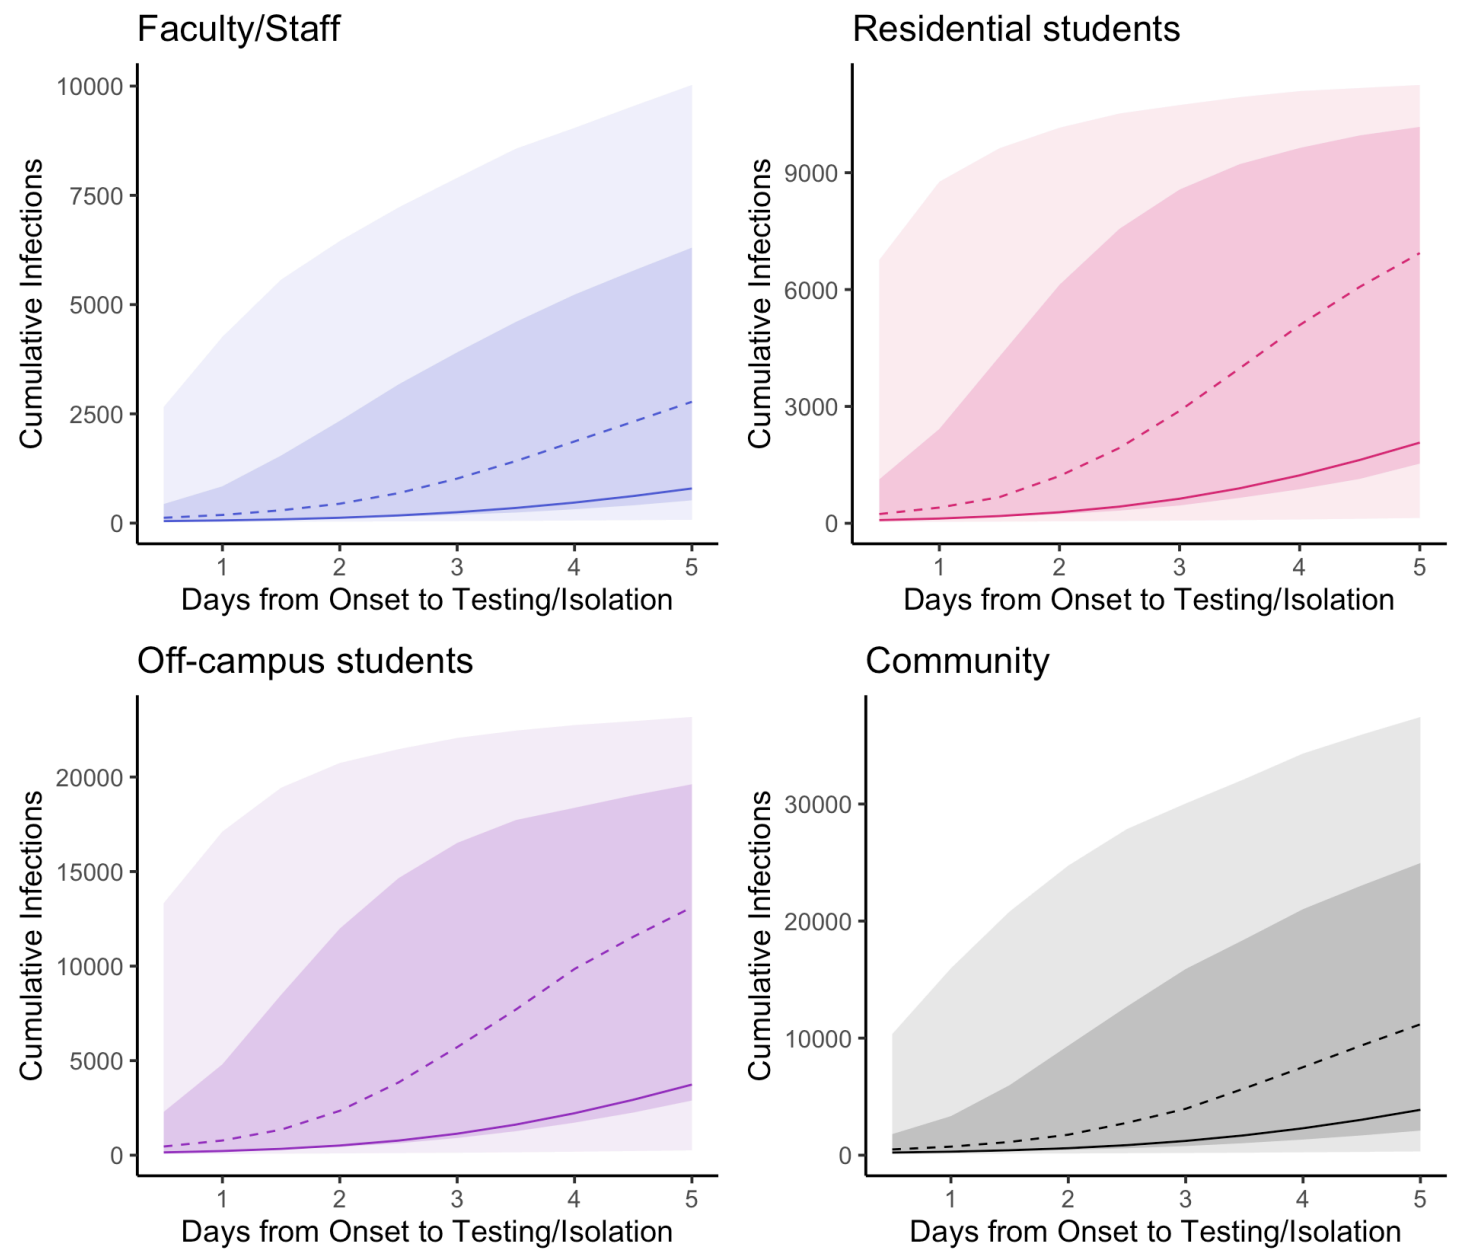 Faculty/Staff
Cumulative Infections
10000
7500
5000
2500
0
1 2 3 4 5
Days from Onset to Testing/Isolation
Residential students
Cumulative Infections
9000
6000
3000
0
1 2 3 4 5
Days from Onset to Testing/Isolation
Off-campus students
Cumulative Infections
20000
15000
10000
5000
0
1 2 3 4 5
Days from Onset to Testing/Isolation
Community
Cumulative Infections
30000
20000
10000
0
1 2 3 4 5
Days from Onset to Testing/Isolation